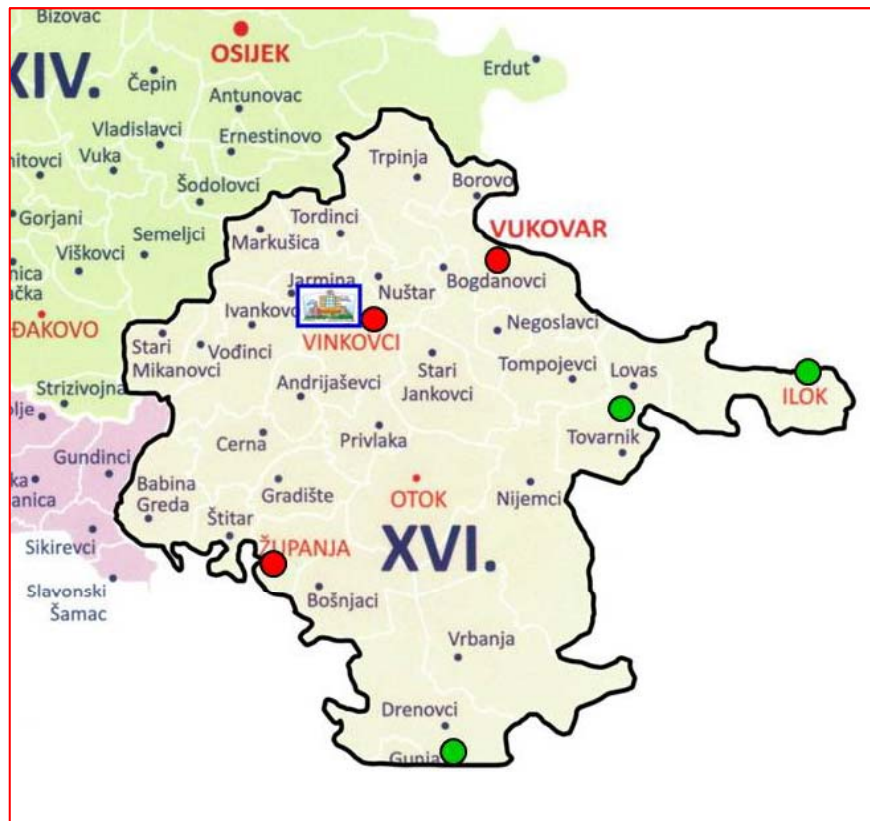 Bizovac
OSIJEK
Erdut
XIV.
Čepin
Antunovac
Vladislavci
Ernestinovo
Vuka
Trpinja
Šodolovci
Borovo
Gorjani
Tordinci
VUKOVAR
Semeljci
Markušica
Viškovci
Bogdanovci
Jarmina
Nuštar
Ivankovo
Negoslavci
ĐAKOVO
VINKOVCI
Stari
Mikanovci
Vođinci
Stari
Jankovci
Tompojevci
Lovas
Strizivojna
Andrijaševci
ILOK
Cerna
Privlaka
Tovarnik
Gundinci
Babina
Greda
Gradište
OTOK
Nijemci
Štitar
Sikirevci
ŽUPANJA
XVI.
Slavonski
Šamac
Bošnjaci
Vrbanja
Drenovci
Gunja